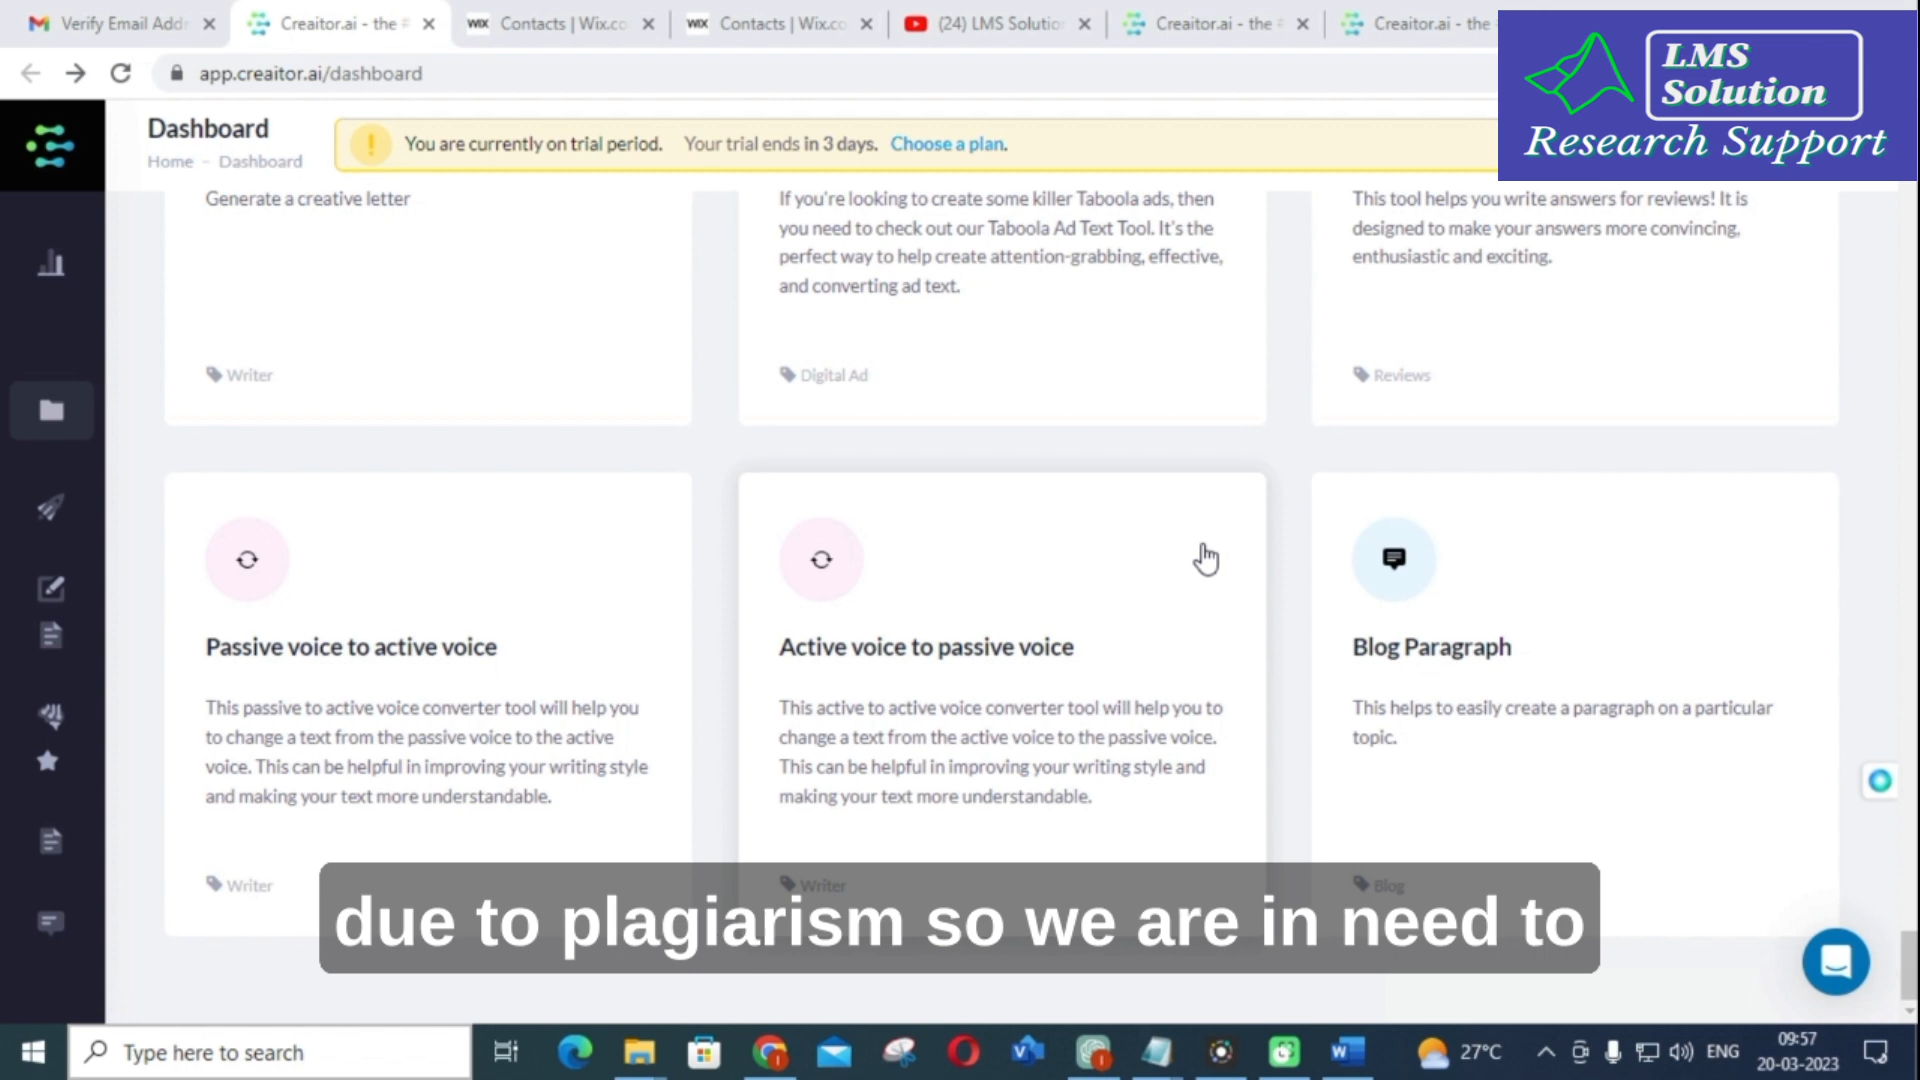 Verify Email Addr
Creaitor.ai - the #
Contacts | Wix.co
Contacts | Wix.co
(24) LMS Solutio
Creaitor.ai - the #
Creaitor.ai - the
WIX
WIX
app.creaitor.ai/dashboard
LMS
Solution
Research Support
Dashboard
Home - Dashboard
You are currently on trial period. Your trial ends in 3 days. Choose a plan.
Generate a creative letter
Writer
If you're looking to create some killer Taboola ads, then
you need to check out our Taboola Ad Text Tool. It's the
perfect way to help create attention-grabbing, effective,
and converting ad text.
Digital Ad
This tool helps you write answers for reviews! It is
designed to make your answers more convincing,
enthusiastic and exciting.
Reviews
Passive voice to active voice
This passive to active voice converter tool will help you
to change a text from the passive voice to the active
voice. This can be helpful in improving your writing style
and making your text more understandable.
Writer
Active voice to passive voice
This active to active voice converter tool will help you to
change a text from the active voice to the passive voice.
This can be helpful in improving your writing style and
making your text more understandable.
Writer
Blog Paragraph
This helps to easily create a paragraph on a particular
topic.
Blog
due to plagiarism so we are in need to
Type here to search
27°C
ENG
09:57
20-03-2023